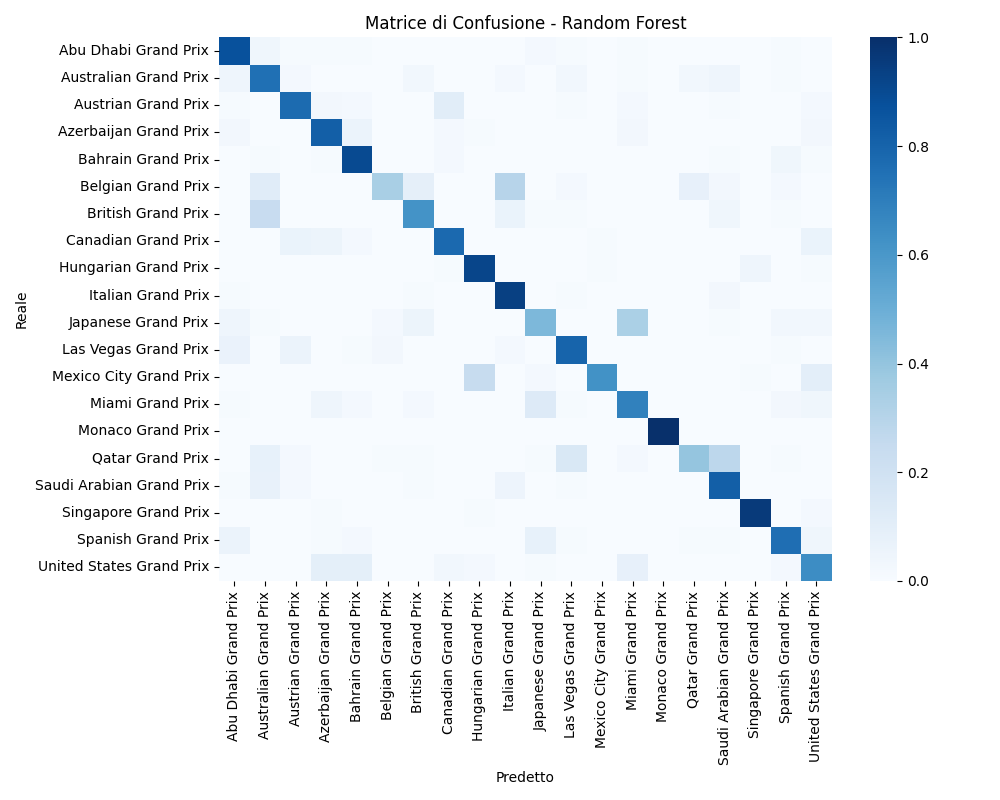 Matrice di Confusione - Random Forest
Reale
Abu Dhabi Grand Prix
Australian Grand Prix
Austrian Grand Prix
Azerbaijan Grand Prix
Bahrain Grand Prix
Belgian Grand Prix
British Grand Prix
Canadian Grand Prix
Hungarian Grand Prix
Italian Grand Prix
Japanese Grand Prix
Las Vegas Grand Prix
Mexico City Grand Prix
Miami Grand Prix
Monaco Grand Prix
Qatar Grand Prix
Saudi Arabian Grand Prix
Singapore Grand Prix
Spanish Grand Prix
United States Grand Prix
Abu Dhabi Grand Prix
Australian Grand Prix
Austrian Grand Prix
Azerbaijan Grand Prix
Bahrain Grand Prix
Belgian Grand Prix
British Grand Prix
Canadian Grand Prix
Hungarian Grand Prix
Italian Grand Prix
Japanese Grand Prix
Las Vegas Grand Prix
Mexico City Grand Prix
Miami Grand Prix
Monaco Grand Prix
Qatar Grand Prix
Saudi Arabian Grand Prix
Singapore Grand Prix
Spanish Grand Prix
United States Grand Prix
Predetto
1.0
0.8
0.6
0.4
0.2
0.0